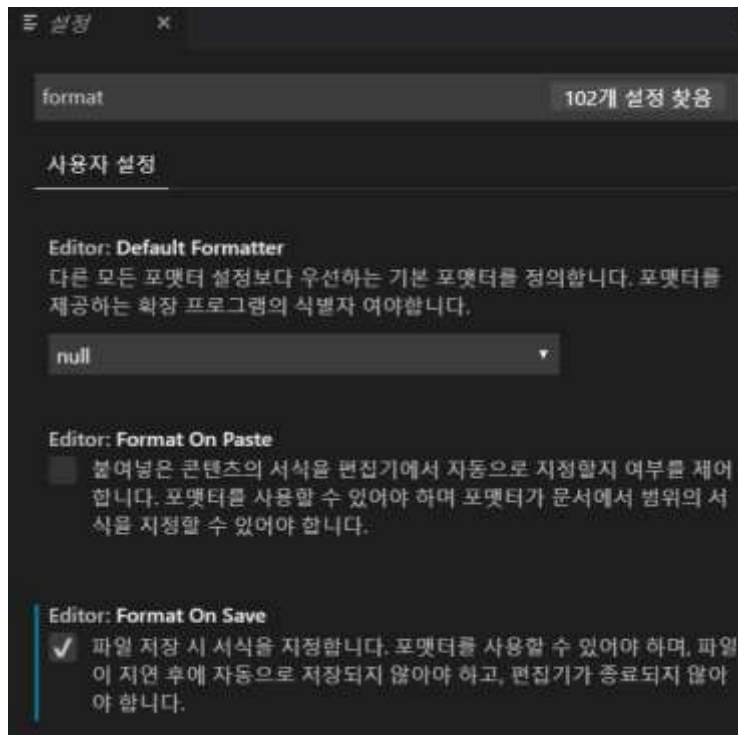 설정 ×
format 102개 설정 찾음
사용자 설정
Editor: Default Formatter
다른 모든 포맷터 설정보다 우선하는 기본 포맷터를 정의합니다. 포맷터를
제공하는 확장 프로그램의 식별자 여야합니다.
null
Editor: Format On Paste
붙여넣은 콘텐츠의 서식을 편집기에서 자동으로 지정할지 여부를 제어
합니다. 포맷터를 사용할 수 있어야 하며 포맷터가 문서에서 범위의 서
식을 지정할 수 있어야 합니다.
Editor: Format On Save
파일 저장 시 서식을 지정합니다. 포맷터를 사용할 수 있어야 하며, 파일
이 지연 후에 자동으로 저장되지 않아야 하고, 편집기가 종료되지 않아
야 합니다.